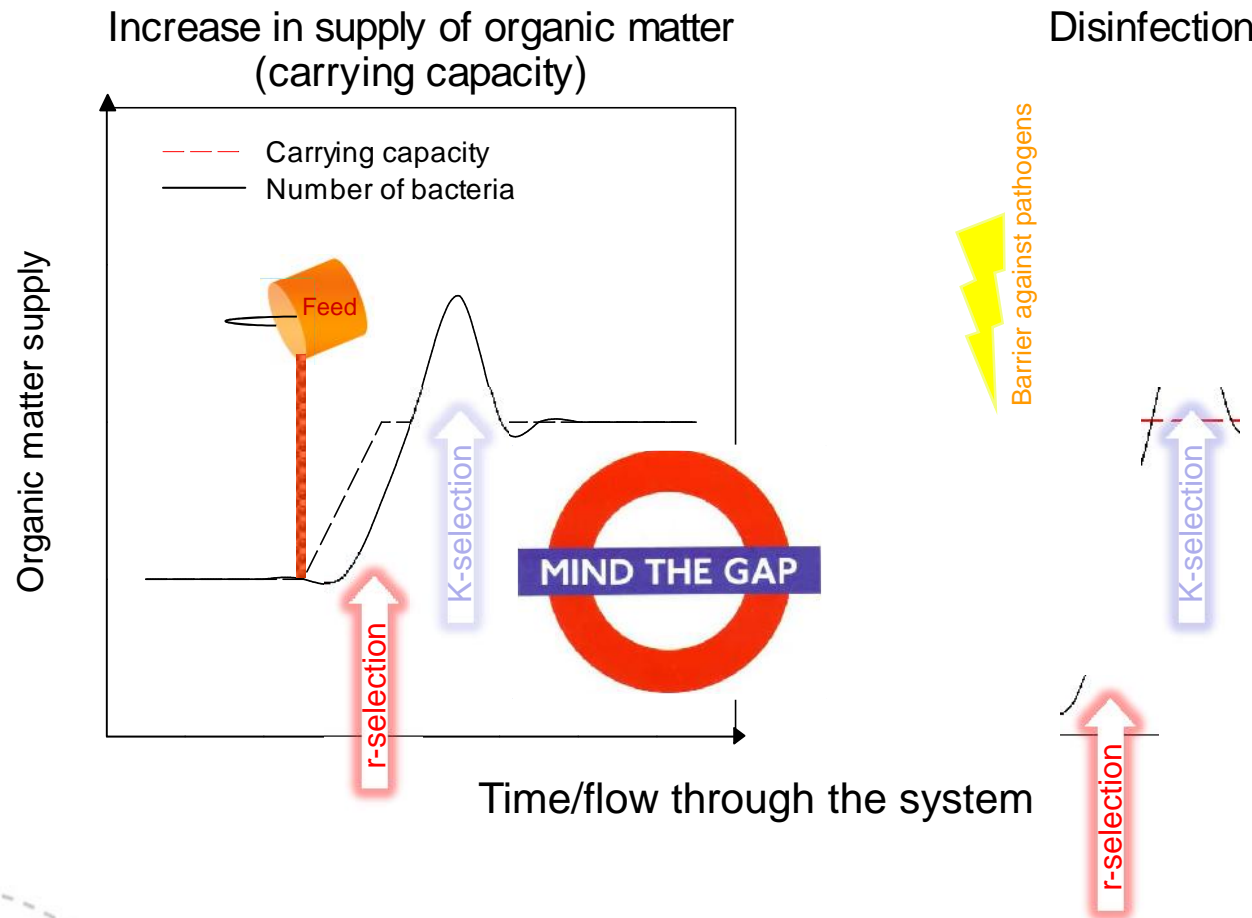 Increase in supply of organic matter
(carrying capacity)
Disinfection
Carrying capacity
Number of bacteria
Organic matter supply
Feed
Barrier against pathogens
K-selection
MIND THE GAP
K-selection
r-selection
Time/flow through the system
r-selection